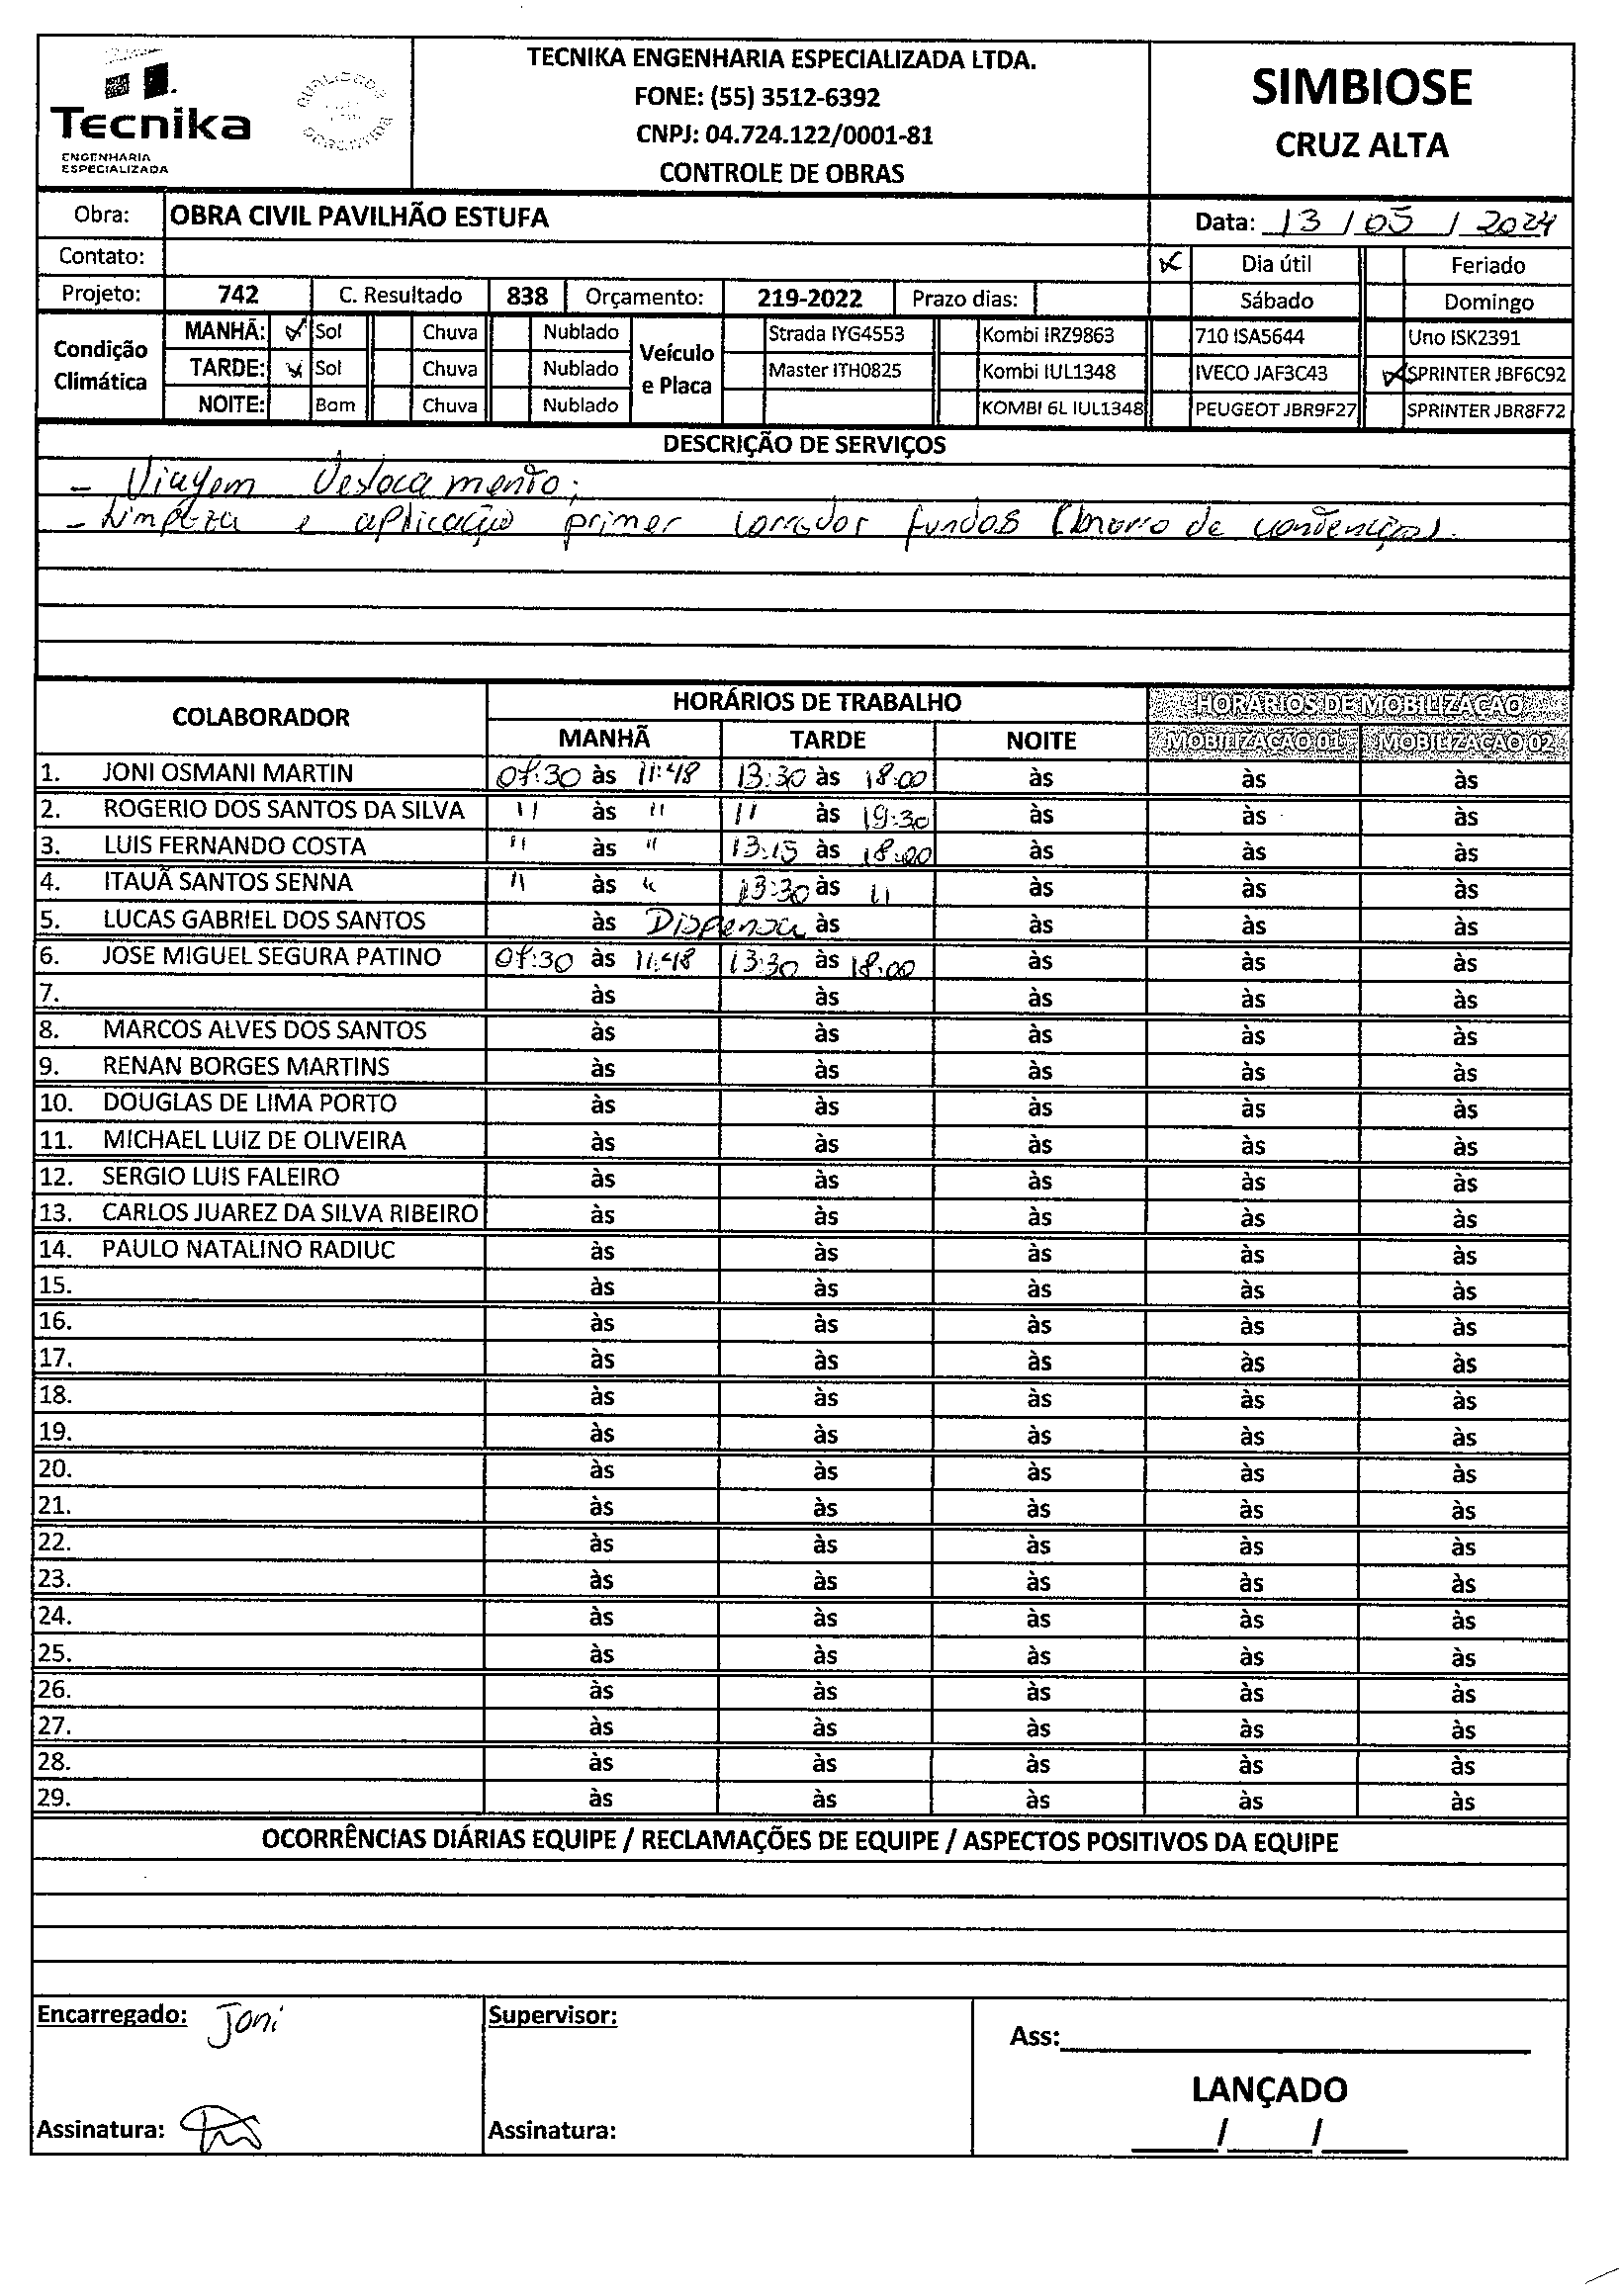 Tecnika
ENGENHARIA
ESPECIALIZADA
TECNIKA ENGENHARIA ESPECIALIZADA LTDA.
FONE: (55) 3512-6392
CNPJ: 04.724.122/0001-81
CONTROLE DE OBRAS
SIMBIOSE
CRUZ ALTA
Obra: OBRA CIVIL PAVILHÃO ESTUFA
Data: 13 / 05 / 2024
Contato:
Dia útil Feriado
Projeto: 742 C. Resultado 838 Orçamento: 219-2022 Prazo dias:
Sábado Domingo
Condição Climática
MANHÃ: Sol Chuva Nublado
TARDE: Sol Chuva Nublado
NOITE: Bom Chuva Nublado
Veículo e Placa
Strada IYG4553 Kombi IRZ9863 710 ISA5644 Uno ISK2391
Master ITH0825 Kombi IUL1348 IVECO JAF3C43 SPRINTER JBF6C92
KOMBI 6L IUL1348 PEUGEOT JBR9F27 SPRINTER JBR8F72
DESCRIÇÃO DE SERVIÇOS
- Viagem Deslocamento;
- Limpeza e aplicação primer corredor fundos de
COLABORADOR HORÁRIOS DE TRABALHO HORÁRIOS DE MOBILIZAÇÃO
MANHÃ TARDE NOITE MOBILIZAÇÃO 01 MOBILIZAÇÃO 02
1. JONI OSMANI MARTIN 07:30 às 11:48 13:30 às 18:00 às às às
2. ROGERIO DOS SANTOS DA SILVA " às " " às 19:30 às às às
3. LUIS FERNANDO COSTA " às " 13:15 às 18:00 às às às
4. ITAUÃ SANTOS SENNA " às " 13:30 às " às às às
5. LUCAS GABRIEL DOS SANTOS às Dispensa às às às às
6. JOSE MIGUEL SEGURA PATINO 07:30 às 11:48 13:30 às 18:00 às às às
7. às às às às às
8. MARCOS ALVES DOS SANTOS às às às às às
9. RENAN BORGES MARTINS às às às às às
10. DOUGLAS DE LIMA PORTO às às às às às
11. MICHAEL LUIZ DE OLIVEIRA às às às às às
12. SERGIO LUIS FALEIRO às às às às às
13. CARLOS JUAREZ DA SILVA RIBEIRO às às às às às
14. PAULO NATALINO RADIUC às às às às às
15. às às às às às
16. às às às às às
17. às às às às às
18. às às às às às
19. às às às às às
20. às às às às às
21. às às às às às
22. às às às às às
23. às às às às às
24. às às às às às
25. às às às às às
26. às às às às às
27. às às às às às
28. às às às às às
29. às às às às às
OCORRÊNCIAS DIÁRIAS EQUIPE / RECLAMAÇÕES DE EQUIPE / ASPECTOS POSITIVOS DA EQUIPE
Encarregado: Joni
Supervisor:
Ass:
LANÇADO
Assinatura:
Assinatura:
/ /